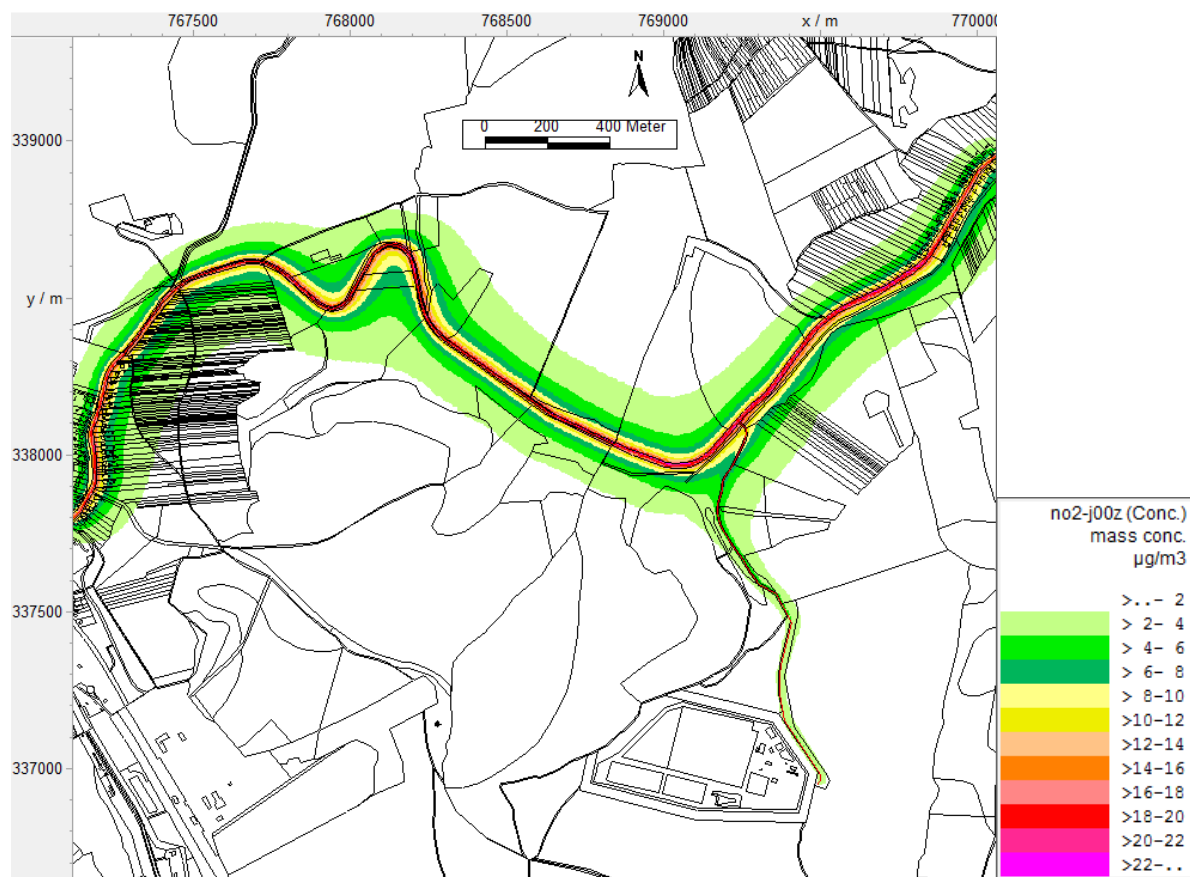 767500 768000 768500 769000 x / m 770000
N
0 200 400 Meter
339000
y / m
338000
337500
337000
no2-j00z (Conc.)
mass conc.
µg/m3
>..- 2
> 2- 4
> 4- 6
> 6- 8
> 8-10
>10-12
>12-14
>14-16
>16-18
>18-20
>20-22
>22-..